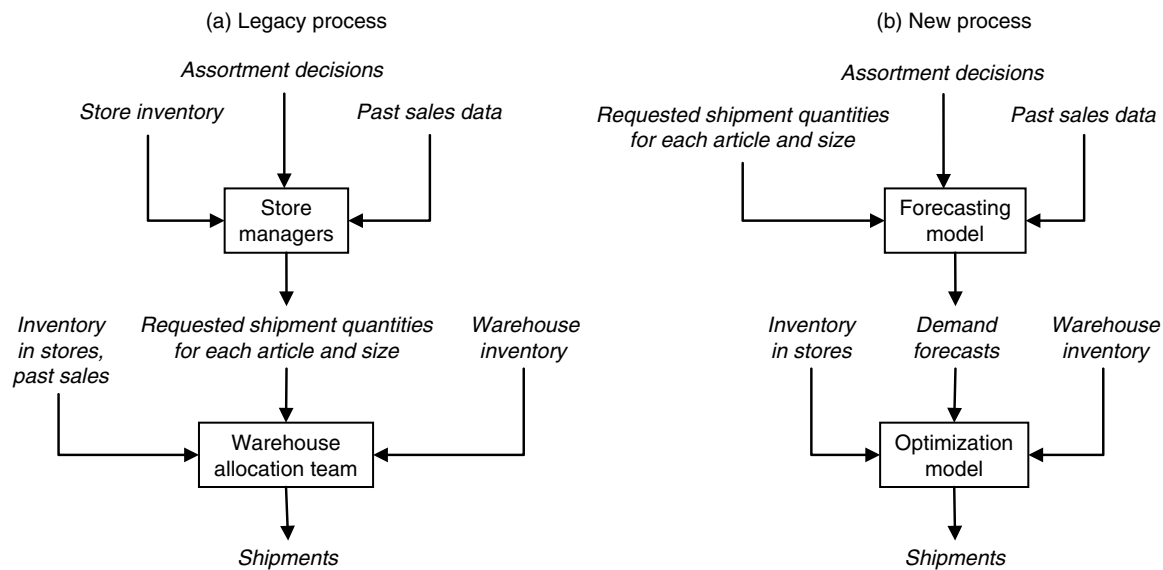 (a) Legacy process
Assortment decisions
Store inventory
Past sales data
Store
managers
Inventory
in stores,
past sales
Requested shipment quantities
for each article and size
Warehouse
inventory
Warehouse
allocation team
Shipments
(b) New process
Assortment decisions
Requested shipment quantities
for each article and size
Past sales data
Forecasting
model
Inventory
in stores
Demand
forecasts
Warehouse
inventory
Optimization
model
Shipments